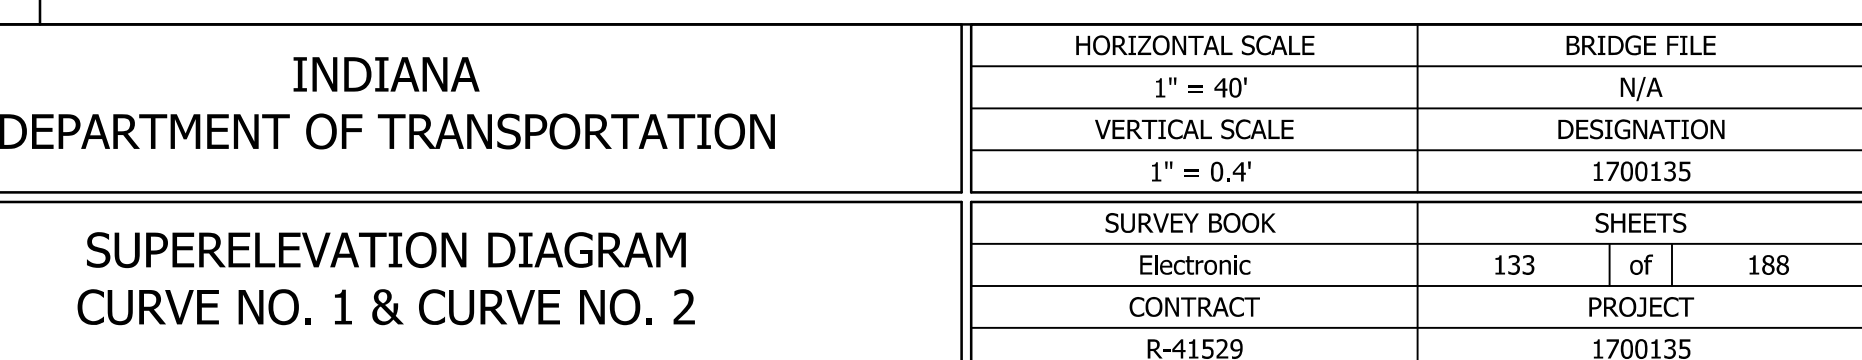 INDIANA
DEPARTMENT OF TRANSPORTATION
HORIZONTAL SCALE BRIDGE FILE
1" = 40' N/A
VERTICAL SCALE DESIGNATION
1" = 0.4' 1700135
SUPERELEVATION DIAGRAM
CURVE NO. 1 & CURVE NO. 2
SURVEY BOOK SHEETS
Electronic 133 of 188
CONTRACT PROJECT
R-41529 1700135